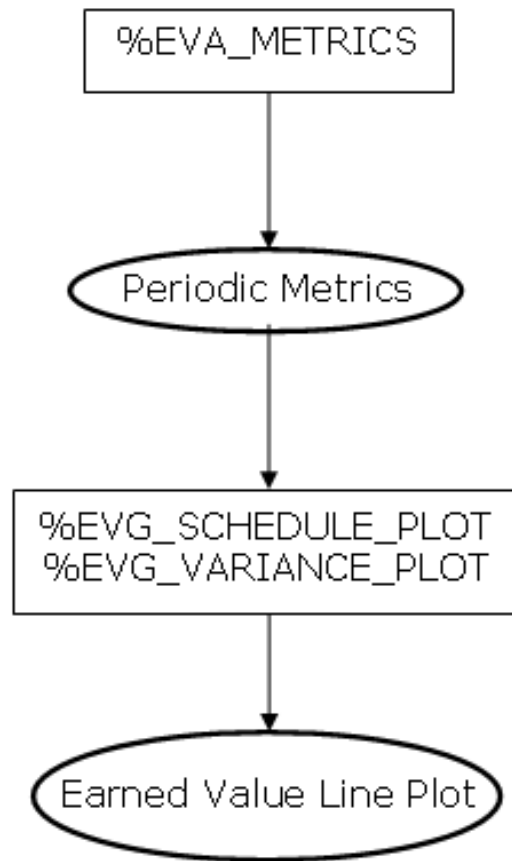 %EVA_METRICS
Periodic Metrics
%EVG_SCHEDULE_PLOT
%EVG_VARIANCE_PLOT
Earned Value Line Plot